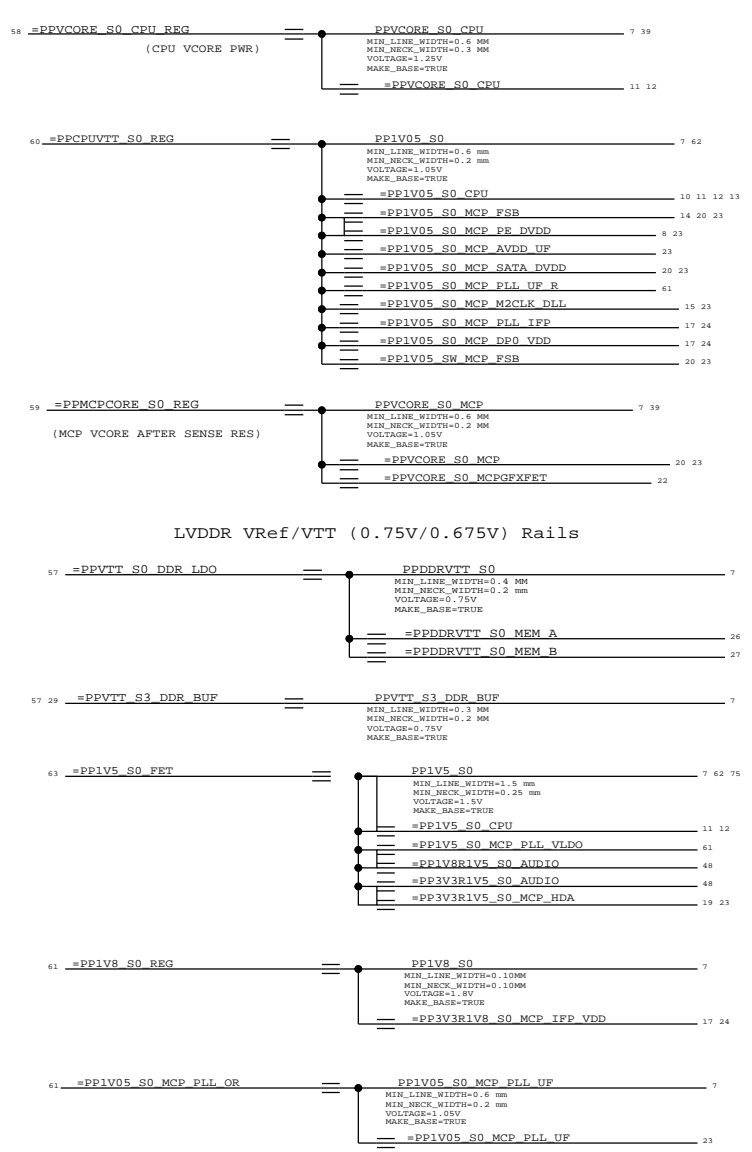 58 =PPVCORE_S0_CPU_REG PPVCORE_S0_CPU 7 39
(CPU VCORE PWR)
MIN_LINE_WIDTH=0.6 MM
MIN_NECK_WIDTH=0.3 MM
VOLTAGE=1.25V
MAKE_BASE=TRUE
=PPVCORE_S0_CPU 11 12
60 =PPCPUVTT_S0_REG PP1V05_S0 7 62
MIN_LINE_WIDTH=0.6 mm
MIN_NECK_WIDTH=0.2 mm
VOLTAGE=1.05V
MAKE_BASE=TRUE
=PP1V05_S0_CPU 10 11 12 13
=PP1V05_S0_MCP_FSB 14 20 23
=PP1V05_S0_MCP_PE_DVDD 8 23
=PP1V05_S0_MCP_AVDD_UF 23
=PP1V05_S0_MCP_SATA_DVDD 20 23
=PP1V05_S0_MCP_PLL_UF_R 61
=PP1V05_S0_MCP_M2CLK_DLL 15 23
=PP1V05_S0_MCP_PLL_IFP 17 24
=PP1V05_S0_MCP_DP0_VDD 17 24
=PP1V05_SW_MCP_FSB 20 23
59 =PPMCPCORE_S0_REG PPVCORE_S0_MCP 7 39
(MCP VCORE AFTER SENSE RES)
MIN_LINE_WIDTH=0.6 MM
MIN_NECK_WIDTH=0.2 MM
VOLTAGE=1.05V
MAKE_BASE=TRUE
=PPVCORE_S0_MCP 20 23
=PPVCORE_S0_MCPGFXFET 22
LVDDR VRef/VTT (0.75V/0.675V) Rails
57 =PPVTT_S0_DDR_LDO PPDDRVTT_S0 7
MIN_LINE_WIDTH=0.4 MM
MIN_NECK_WIDTH=0.2 mm
VOLTAGE=0.75V
MAKE_BASE=TRUE
=PPDDRVTT_S0_MEM_A 26
=PPDDRVTT_S0_MEM_B 27
57 29 =PPVTT_S3_DDR_BUF PPVTT_S3_DDR_BUF 7
MIN_LINE_WIDTH=0.3 MM
MIN_NECK_WIDTH=0.2 MM
VOLTAGE=0.75V
MAKE_BASE=TRUE
63 =PP1V5_S0_FET PP1V5_S0 7 62 75
MIN_LINE_WIDTH=1.5 mm
MIN_NECK_WIDTH=0.25 mm
VOLTAGE=1.5V
MAKE_BASE=TRUE
=PP1V5_S0_CPU 11 12
=PP1V5_S0_MCP_PLL_VLDO 61
=PP1V8R1V5_S0_AUDIO 48
=PP3V3R1V5_S0_AUDIO 48
=PP3V3R1V5_S0_MCP_HDA 19 23
61 =PP1V8_S0_REG PP1V8_S0 7
MIN_LINE_WIDTH=0.10MM
MIN_NECK_WIDTH=0.10MM
VOLTAGE=1.8V
MAKE_BASE=TRUE
=PP3V3R1V8_S0_MCP_IFP_VDD 17 24
61 =PP1V05_S0_MCP_PLL_OR PP1V05_S0_MCP_PLL_UF 7
MIN_LINE_WIDTH=0.6 mm
MIN_NECK_WIDTH=0.2 mm
VOLTAGE=1.05V
MAKE_BASE=TRUE
=PP1V05_S0_MCP_PLL_UF 23